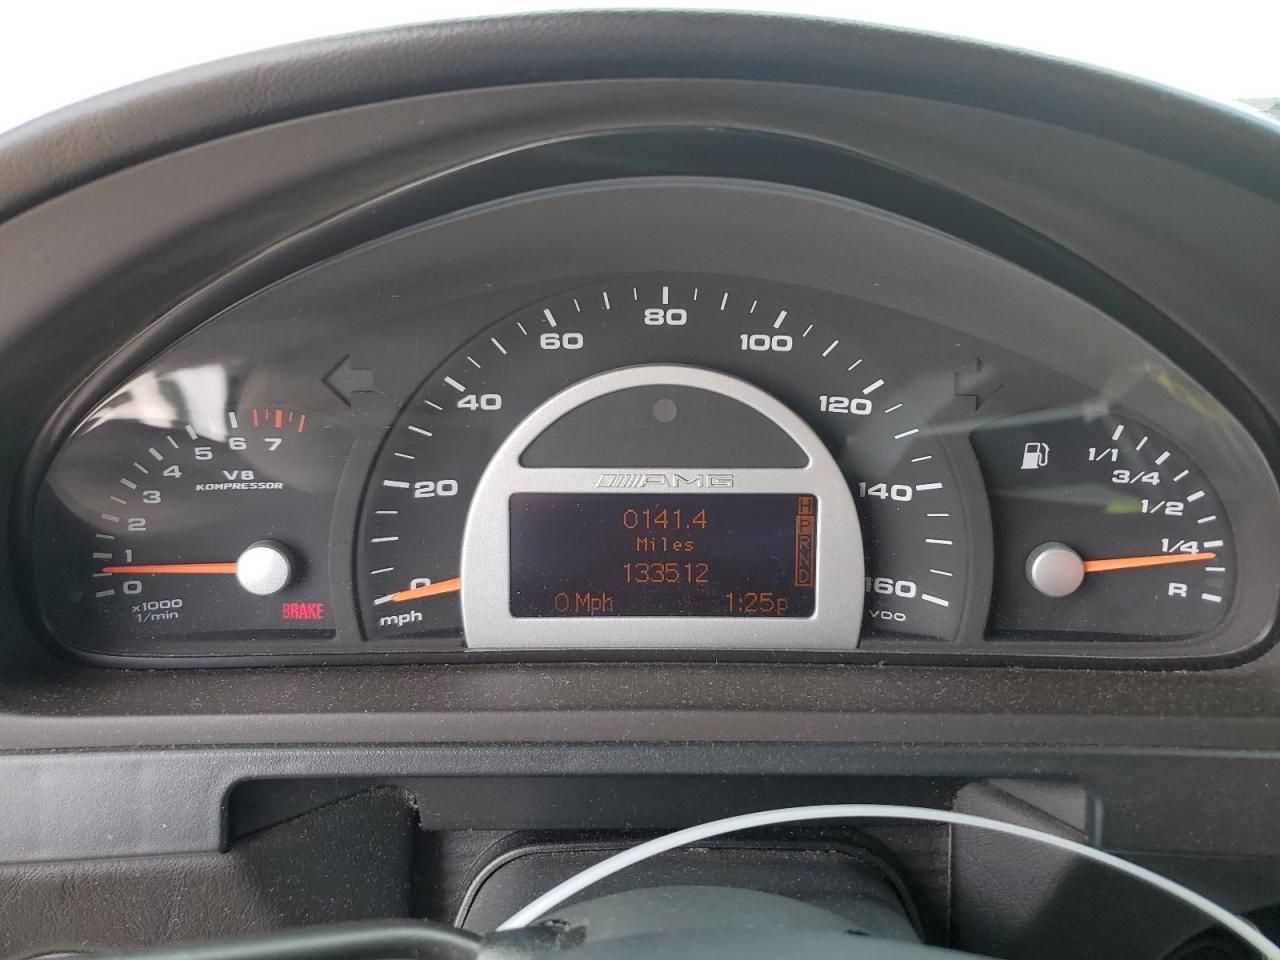 80
60
100
40
120
20
140
0
160
mph
VDO
7
6
5
4
3
2
1
0
V8
KOMPRESSOR
x1000
1/min
BRAKE
AMG
0141.4
Miles
133512
0.Mph 1:25p
H
P
R
N
D
1/1
3/4
1/2
1/4
R